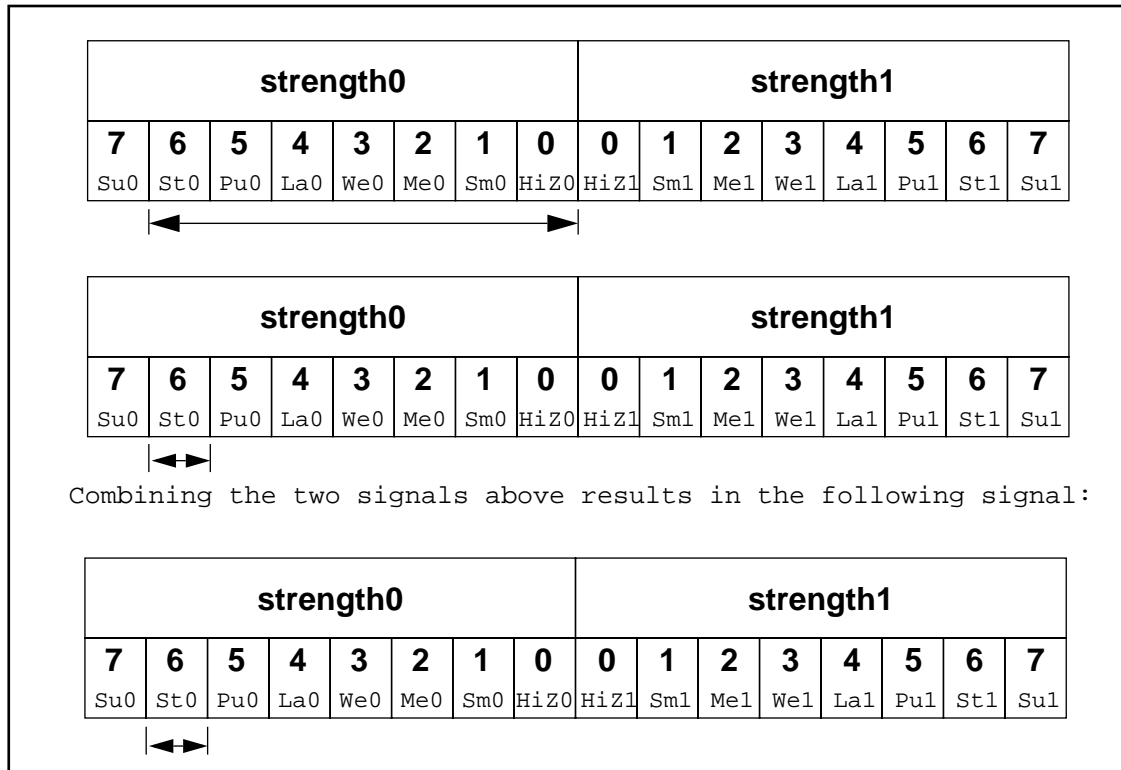 strength0 strength1
7 6 5 4 3 2 1 0 0 1 2 3 4 5 6 7
Su0 St0 Pu0 La0 We0 Me0 Sm0 HiZ0 HiZ1 Sm1 Me1 We1 La1 Pu1 St1 Su1
strength0 strength1
7 6 5 4 3 2 1 0 0 1 2 3 4 5 6 7
Su0 St0 Pu0 La0 We0 Me0 Sm0 HiZ0 HiZ1 Sm1 Me1 We1 La1 Pu1 St1 Su1
Combining the two signals above results in the following signal:
strength0 strength1
7 6 5 4 3 2 1 0 0 1 2 3 4 5 6 7
Su0 St0 Pu0 La0 We0 Me0 Sm0 HiZ0 HiZ1 Sm1 Me1 We1 La1 Pu1 St1 Su1